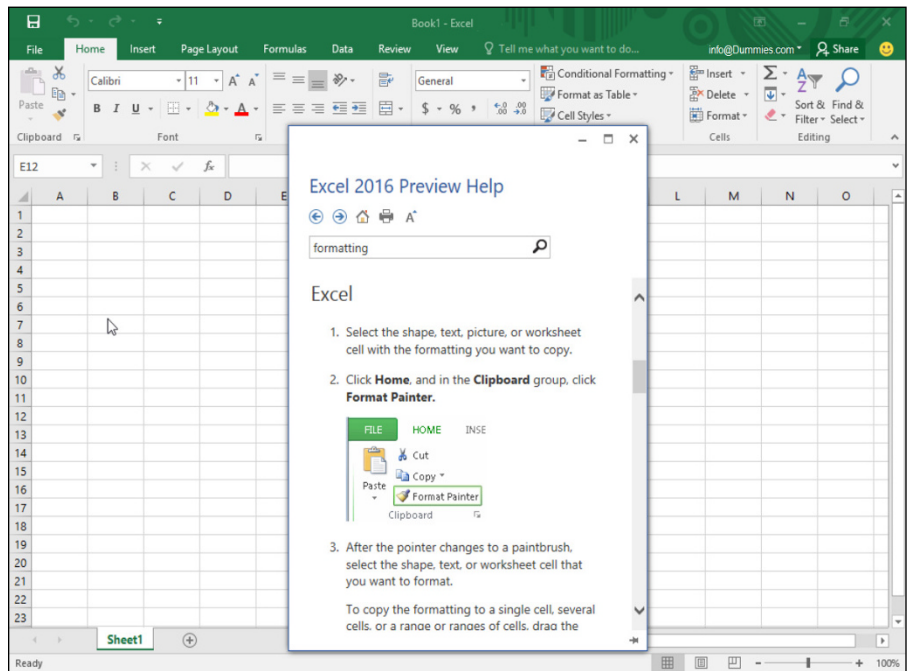 Book1 - Excel
File Home Insert Page Layout Formulas Data Review View Tell me what you want to do... info@Dummies.com Share
Paste Calibri 11 A A General Conditional Formatting Insert Σ
B I U A $ % , Format as Table Delete Sort & Find &
Cell Styles Format Filter Select
Clipboard Font Cells Editing
E12 fx
A B C D E L M N O
1
2
3
4
5
6
7
8
9
10
11
12
13
14
15
16
17
18
19
20
21
22
23
Excel 2016 Preview Help
A
formatting
Excel
1. Select the shape, text, picture, or worksheet
cell with the formatting you want to copy.
2. Click Home, and in the Clipboard group, click
Format Painter.
FILE HOME INSE
Cut
Copy
Paste
Format Painter
Clipboard
3. After the pointer changes to a paintbrush,
select the shape, text, or worksheet cell that
you want to format.
To copy the formatting to a single cell, several
cells, or a range or ranges of cells, drag the
Sheet1
Ready 100%